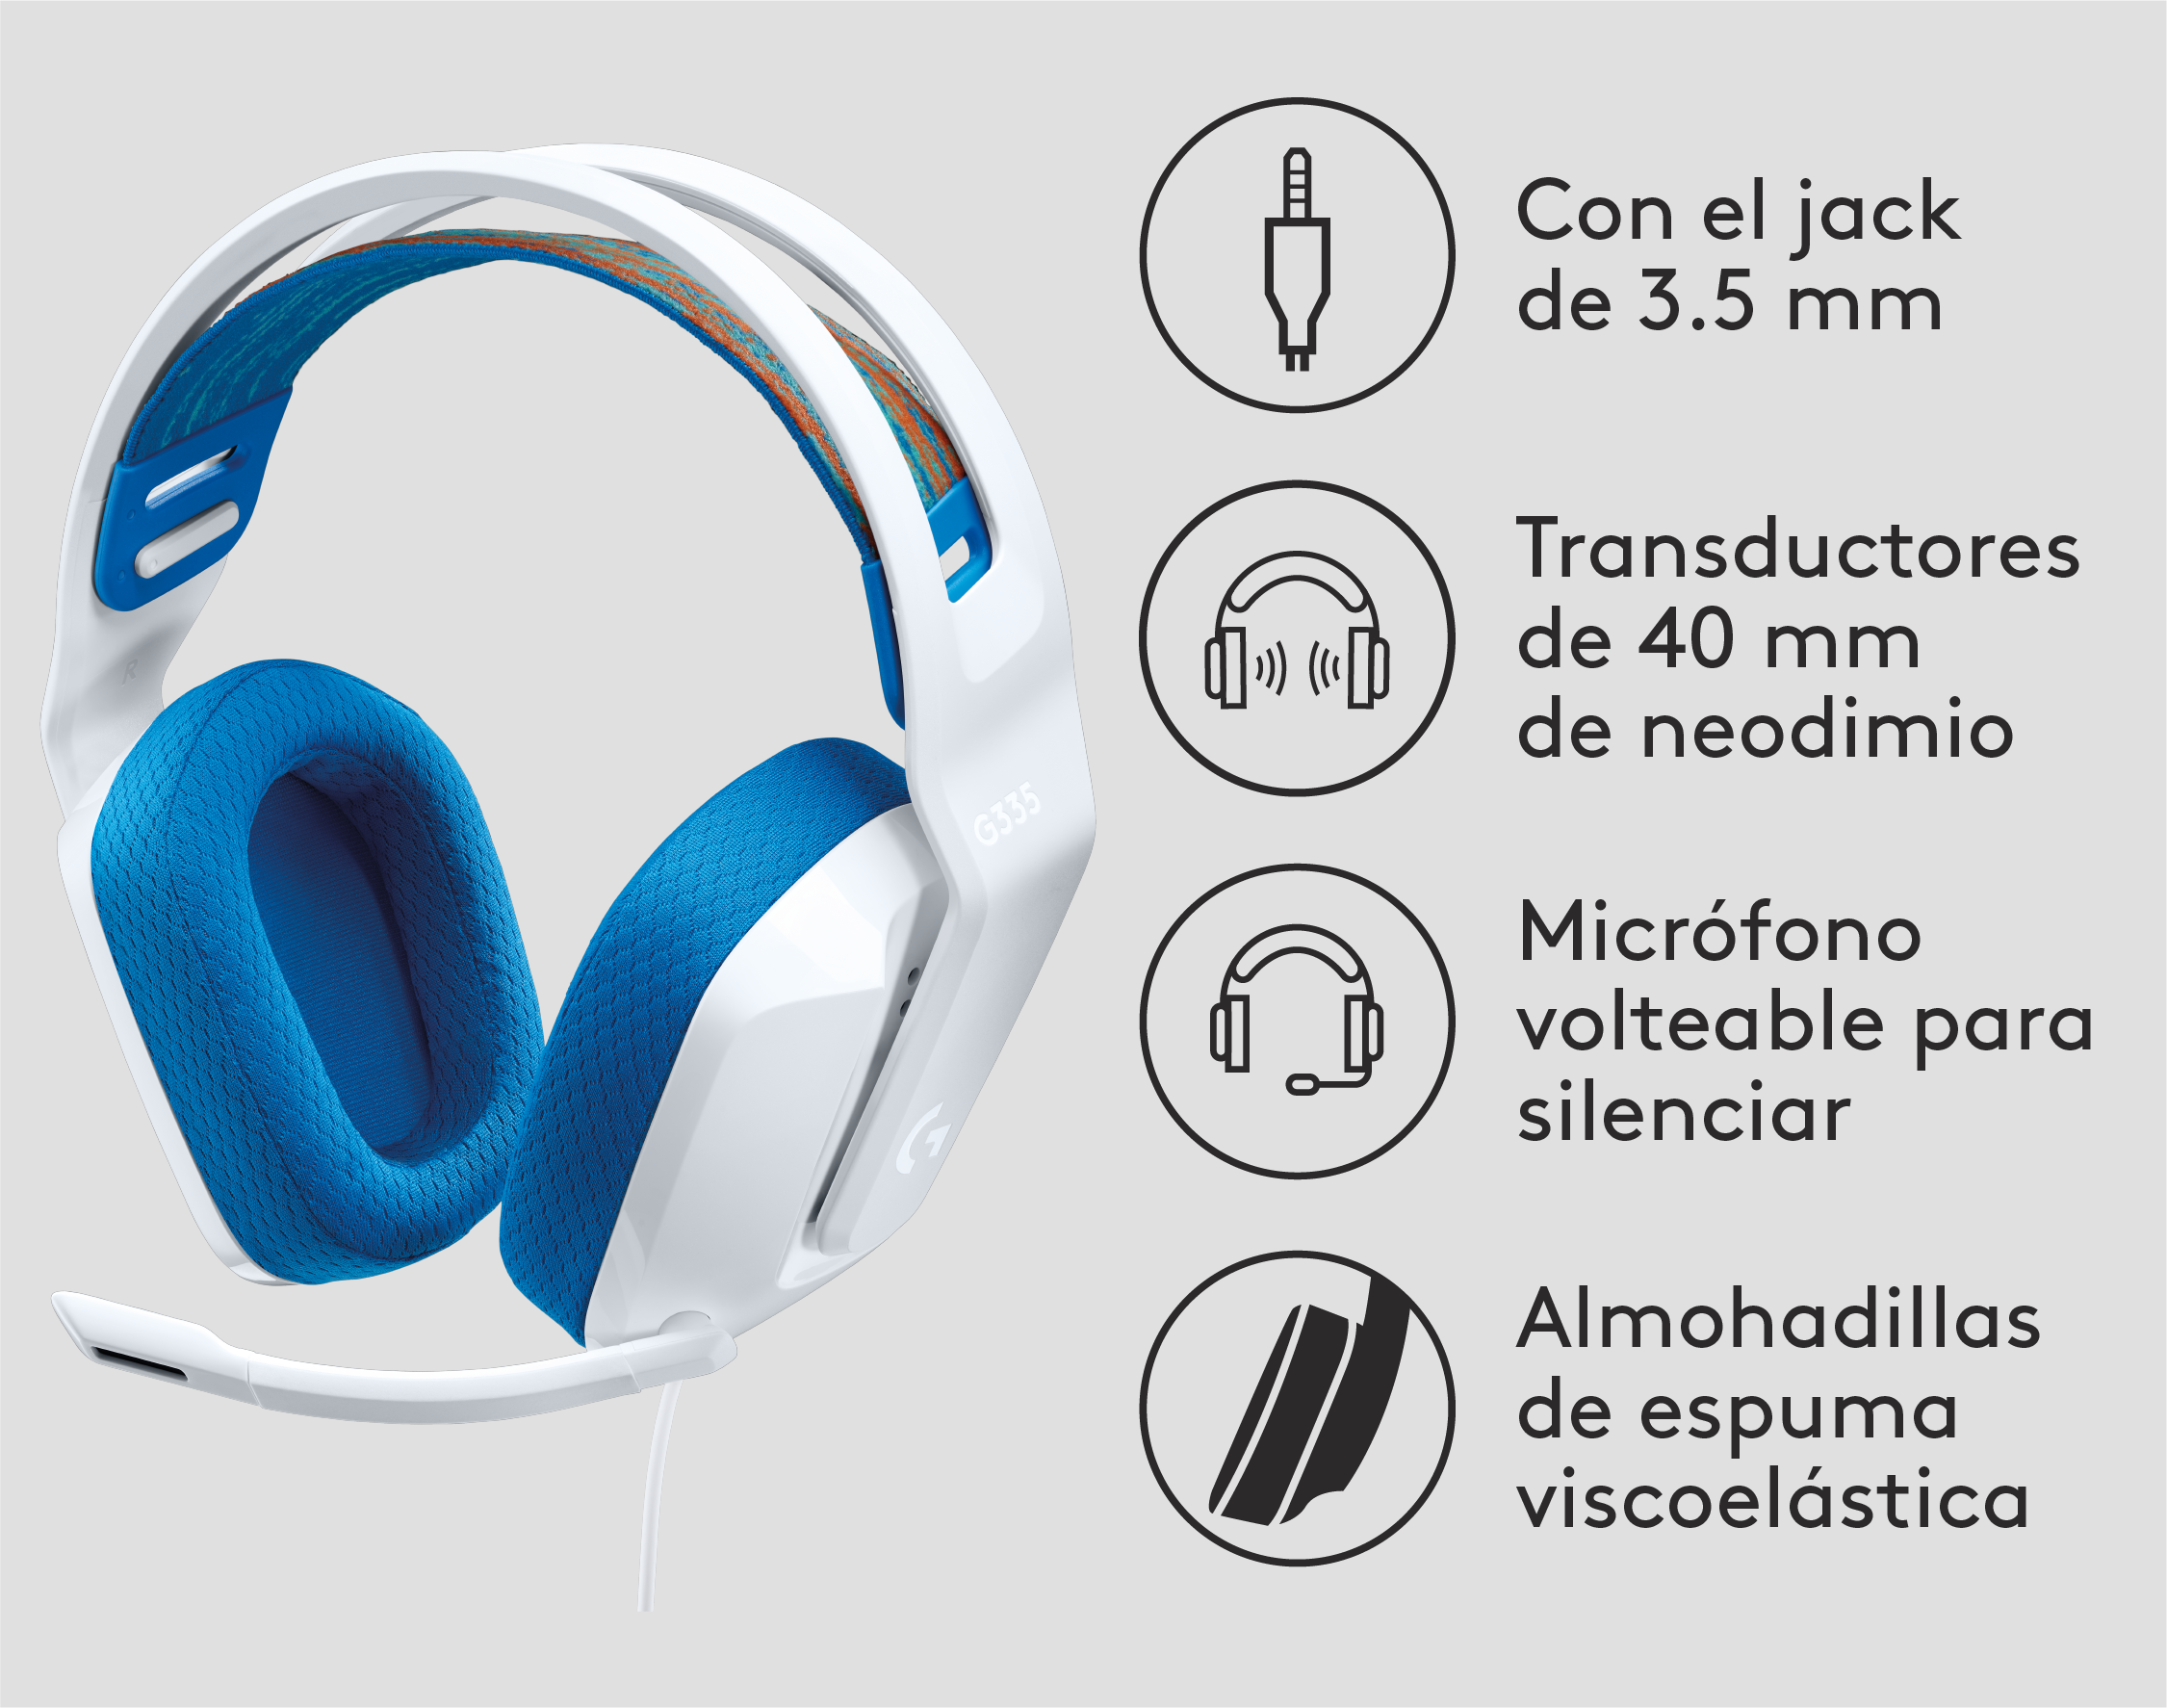 Con el jack
de 3.5 mm
Transductores
de 40 mm
de neodimio
Micrófono
volteable para
silenciar
Almohadillas
de espuma
viscoelástica
R
G335
G